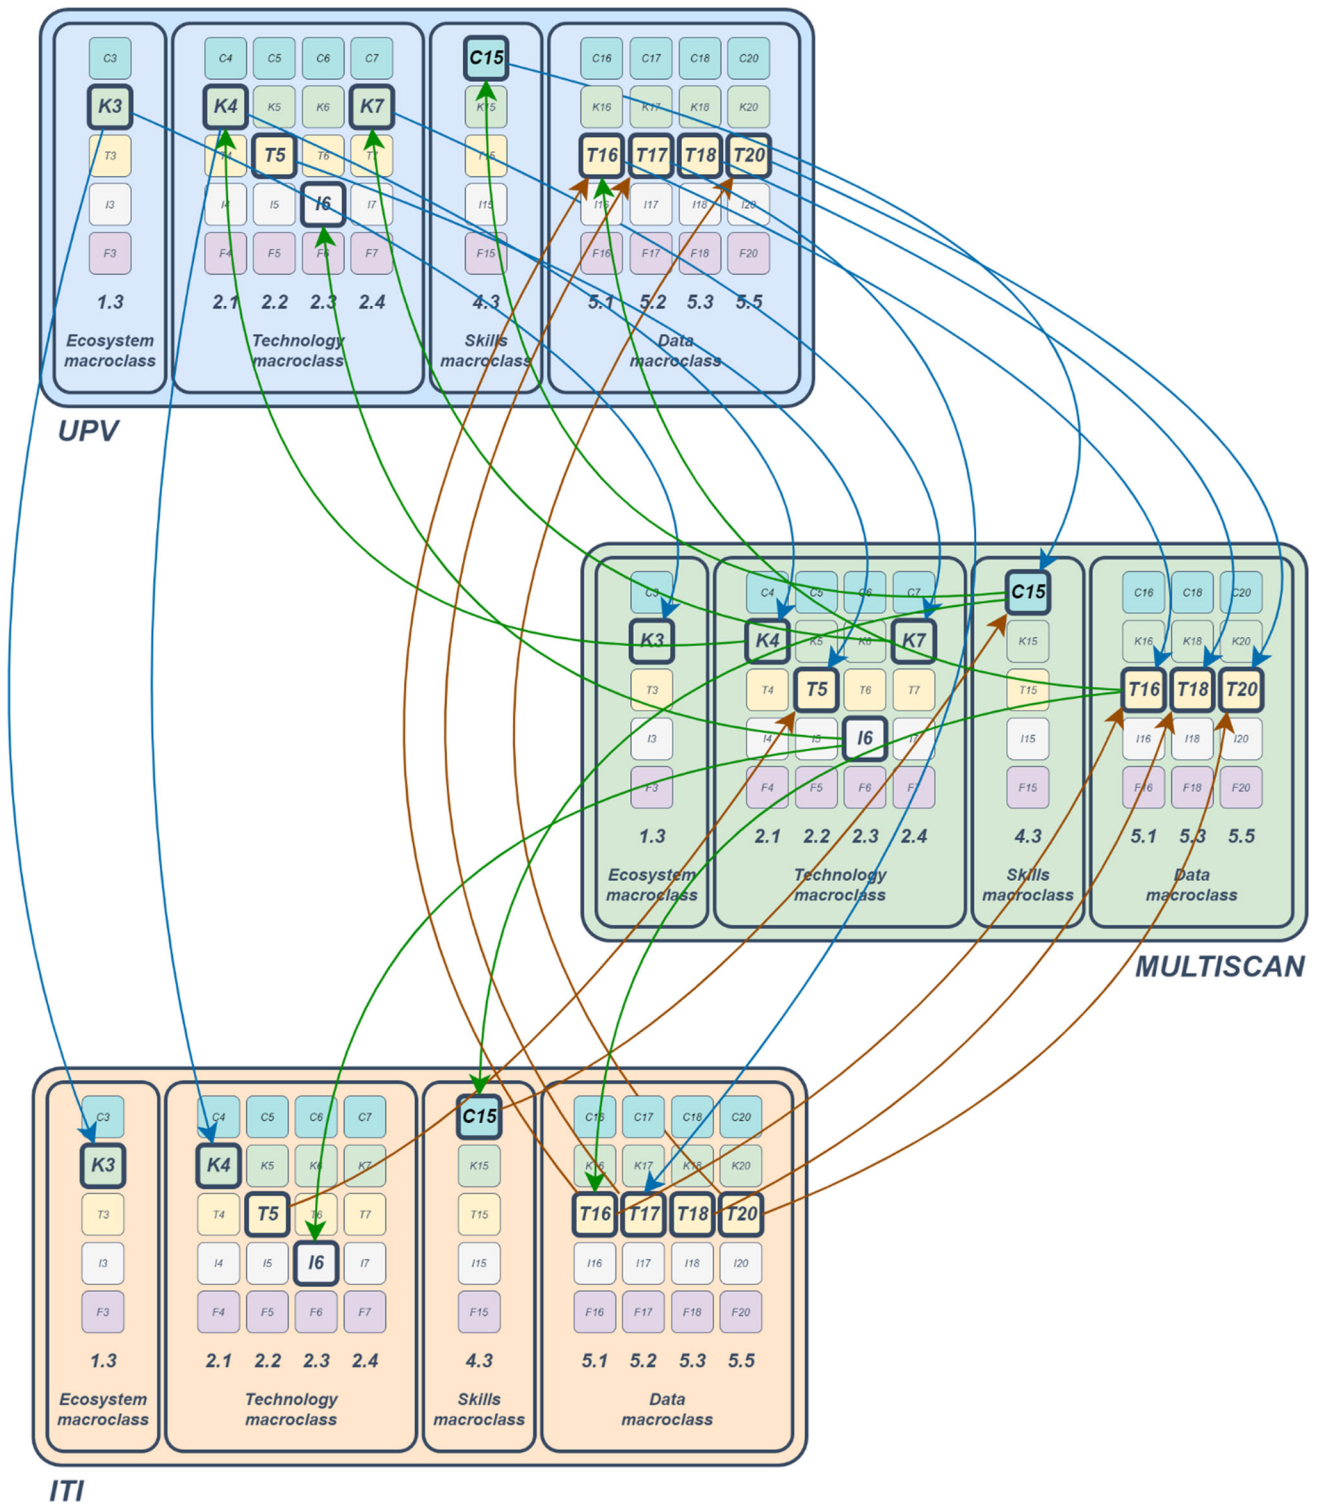 C3 C4 C5 C6 C7 C15 C16 C17 C18 C20
K3 K4 K5 K6 K7 K15 K16 K17 K18 K20
T3 T4 T5 T6 T7 T15 T16 T17 T18 T20
I3 I4 I5 I6 I7 I15 I16 I17 I18 I20
F3 F4 F5 F6 F7 F15 F16 F17 F18 F20
1.3 2.1 2.2 2.3 2.4 4.3 5.1 5.2 5.3 5.5
Ecosystem Technology Skills Data
macroclass macroclass macroclass macroclass
UPV
C3 C4 C5 C6 C7 C15 C16 C18 C20
K3 K4 K5 K6 K7 K15 K16 K18 K20
T3 T4 T5 T6 T7 T15 T16 T18 T20
I3 I4 I5 I6 I7 I15 I16 I18 I20
F3 F4 F5 F6 F7 F15 F16 F18 F20
1.3 2.1 2.2 2.3 2.4 4.3 5.1 5.3 5.5
Ecosystem Technology Skills Data
macroclass macroclass macroclass macroclass
MULTISCAN
C3 C4 C5 C6 C7 C15 C16 C17 C18 C20
K3 K4 K5 K6 K7 K15 K16 K17 K18 K20
T3 T4 T5 T6 T7 T15 T16 T17 T18 T20
I3 I4 I5 I6 I7 I15 I16 I17 I18 I20
F3 F4 F5 F6 F7 F15 F16 F17 F18 F20
1.3 2.1 2.2 2.3 2.4 4.3 5.1 5.2 5.3 5.5
Ecosystem Technology Skills Data
macroclass macroclass macroclass macroclass
ITI